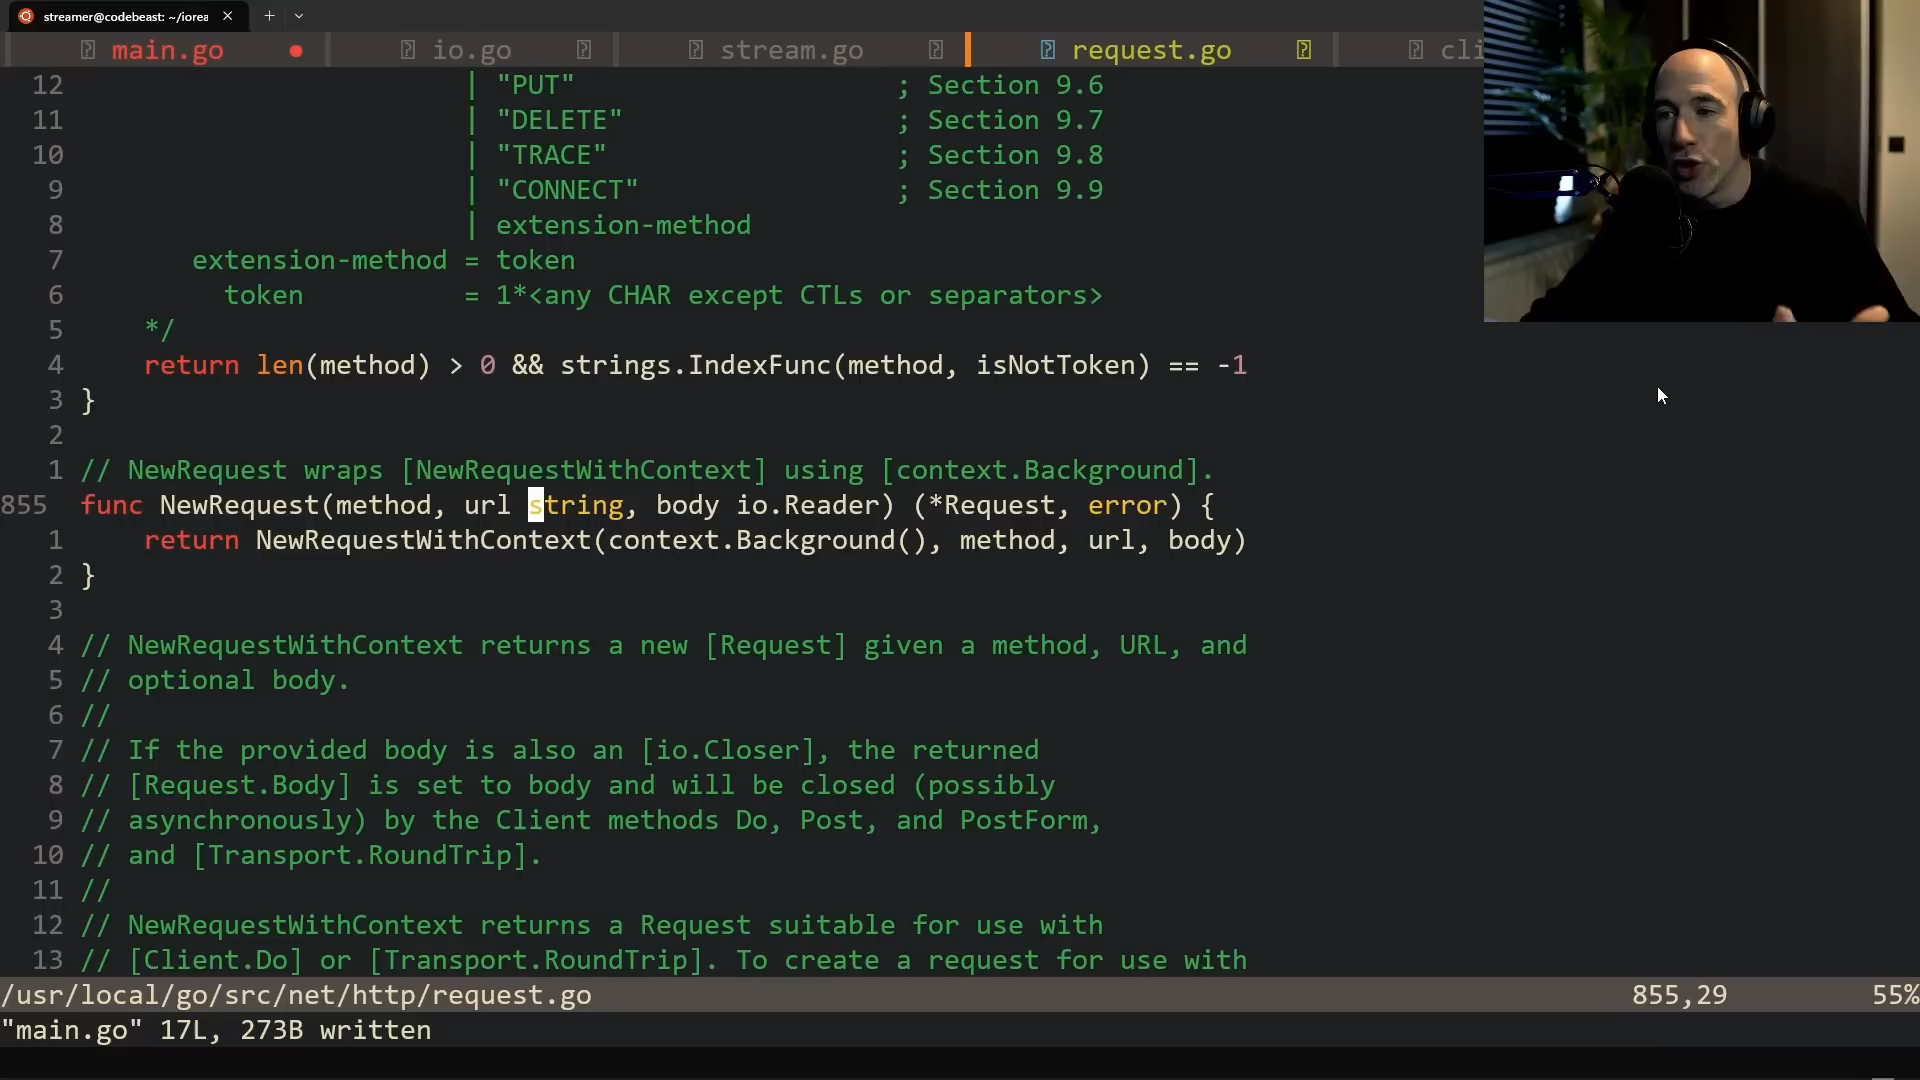 streamer@codebeast: ~/iorea
main.go io.go stream.go request.go cli
12 | "PUT" ; Section 9.6
11 | "DELETE" ; Section 9.7
10 | "TRACE" ; Section 9.8
9 | "CONNECT" ; Section 9.9
8 | extension-method
7 extension-method = token
6 token = 1*<any CHAR except CTLs or separators>
5 */
4 return len(method) > 0 && strings.IndexFunc(method, isNotToken) == -1
3 }
2
1 // NewRequest wraps [NewRequestWithContext] using [context.Background].
855 func NewRequest(method, url string, body io.Reader) (*Request, error) {
1 return NewRequestWithContext(context.Background(), method, url, body)
2 }
3
4 // NewRequestWithContext returns a new [Request] given a method, URL, and
5 // optional body.
6 //
7 // If the provided body is also an [io.Closer], the returned
8 // [Request.Body] is set to body and will be closed (possibly
9 // asynchronously) by the Client methods Do, Post, and PostForm,
10 // and [Transport.RoundTrip].
11 //
12 // NewRequestWithContext returns a Request suitable for use with
13 // [Client.Do] or [Transport.RoundTrip]. To create a request for use with
/usr/local/go/src/net/http/request.go 855,29 55%
"main.go" 17L, 273B written